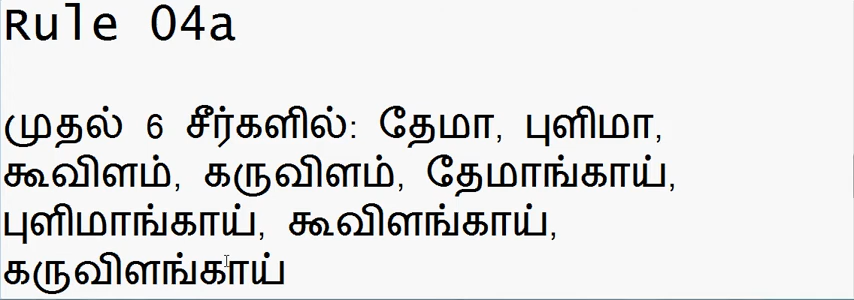 Rule 04a
முதல் 6 சீர்களில்: தேமா, புளிமா,
கூவிளம், கருவிளம், தேமாங்காய்,
புளிமாங்காய், கூவிளங்காய்,
கருவிளங்காய்